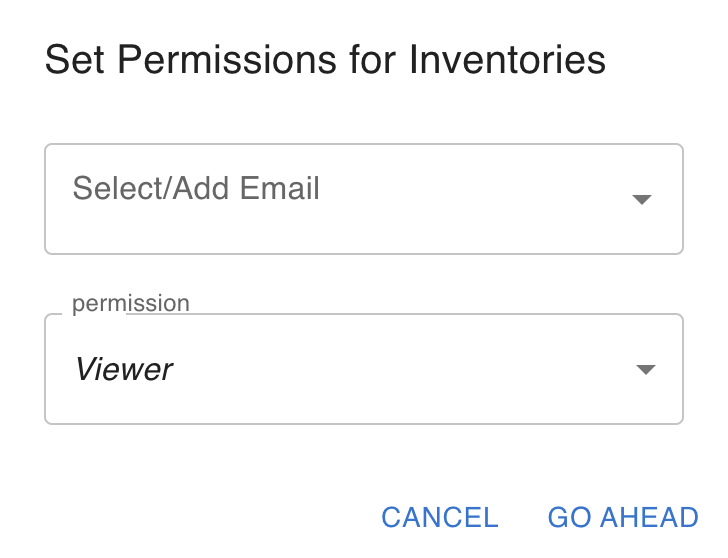 Set Permissions for Inventories
Select/Add Email
permission
Viewer
CANCEL GO AHEAD